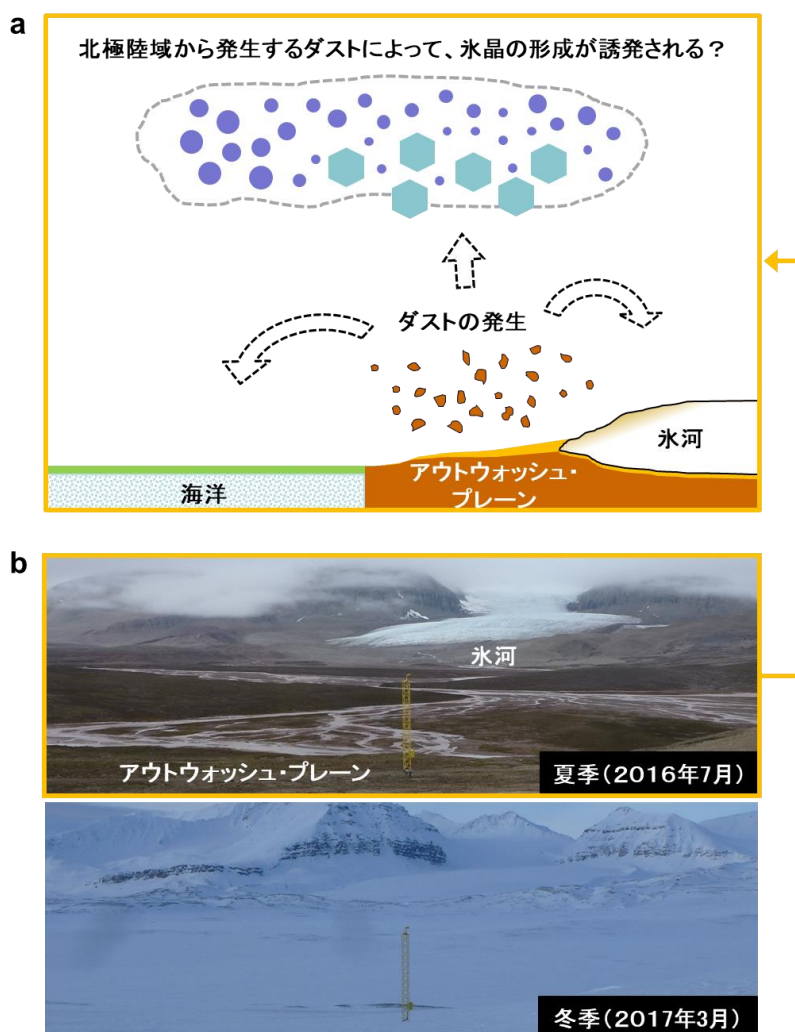 a
北極陸域から発生するダストによって、氷晶の形成が誘発される？
ダストの発生
氷河
アウトウォッシュ・
プレーン
海洋
b
氷河
アウトウォッシュ・プレーン
夏季（2016年7月）
冬季（2017年3月）